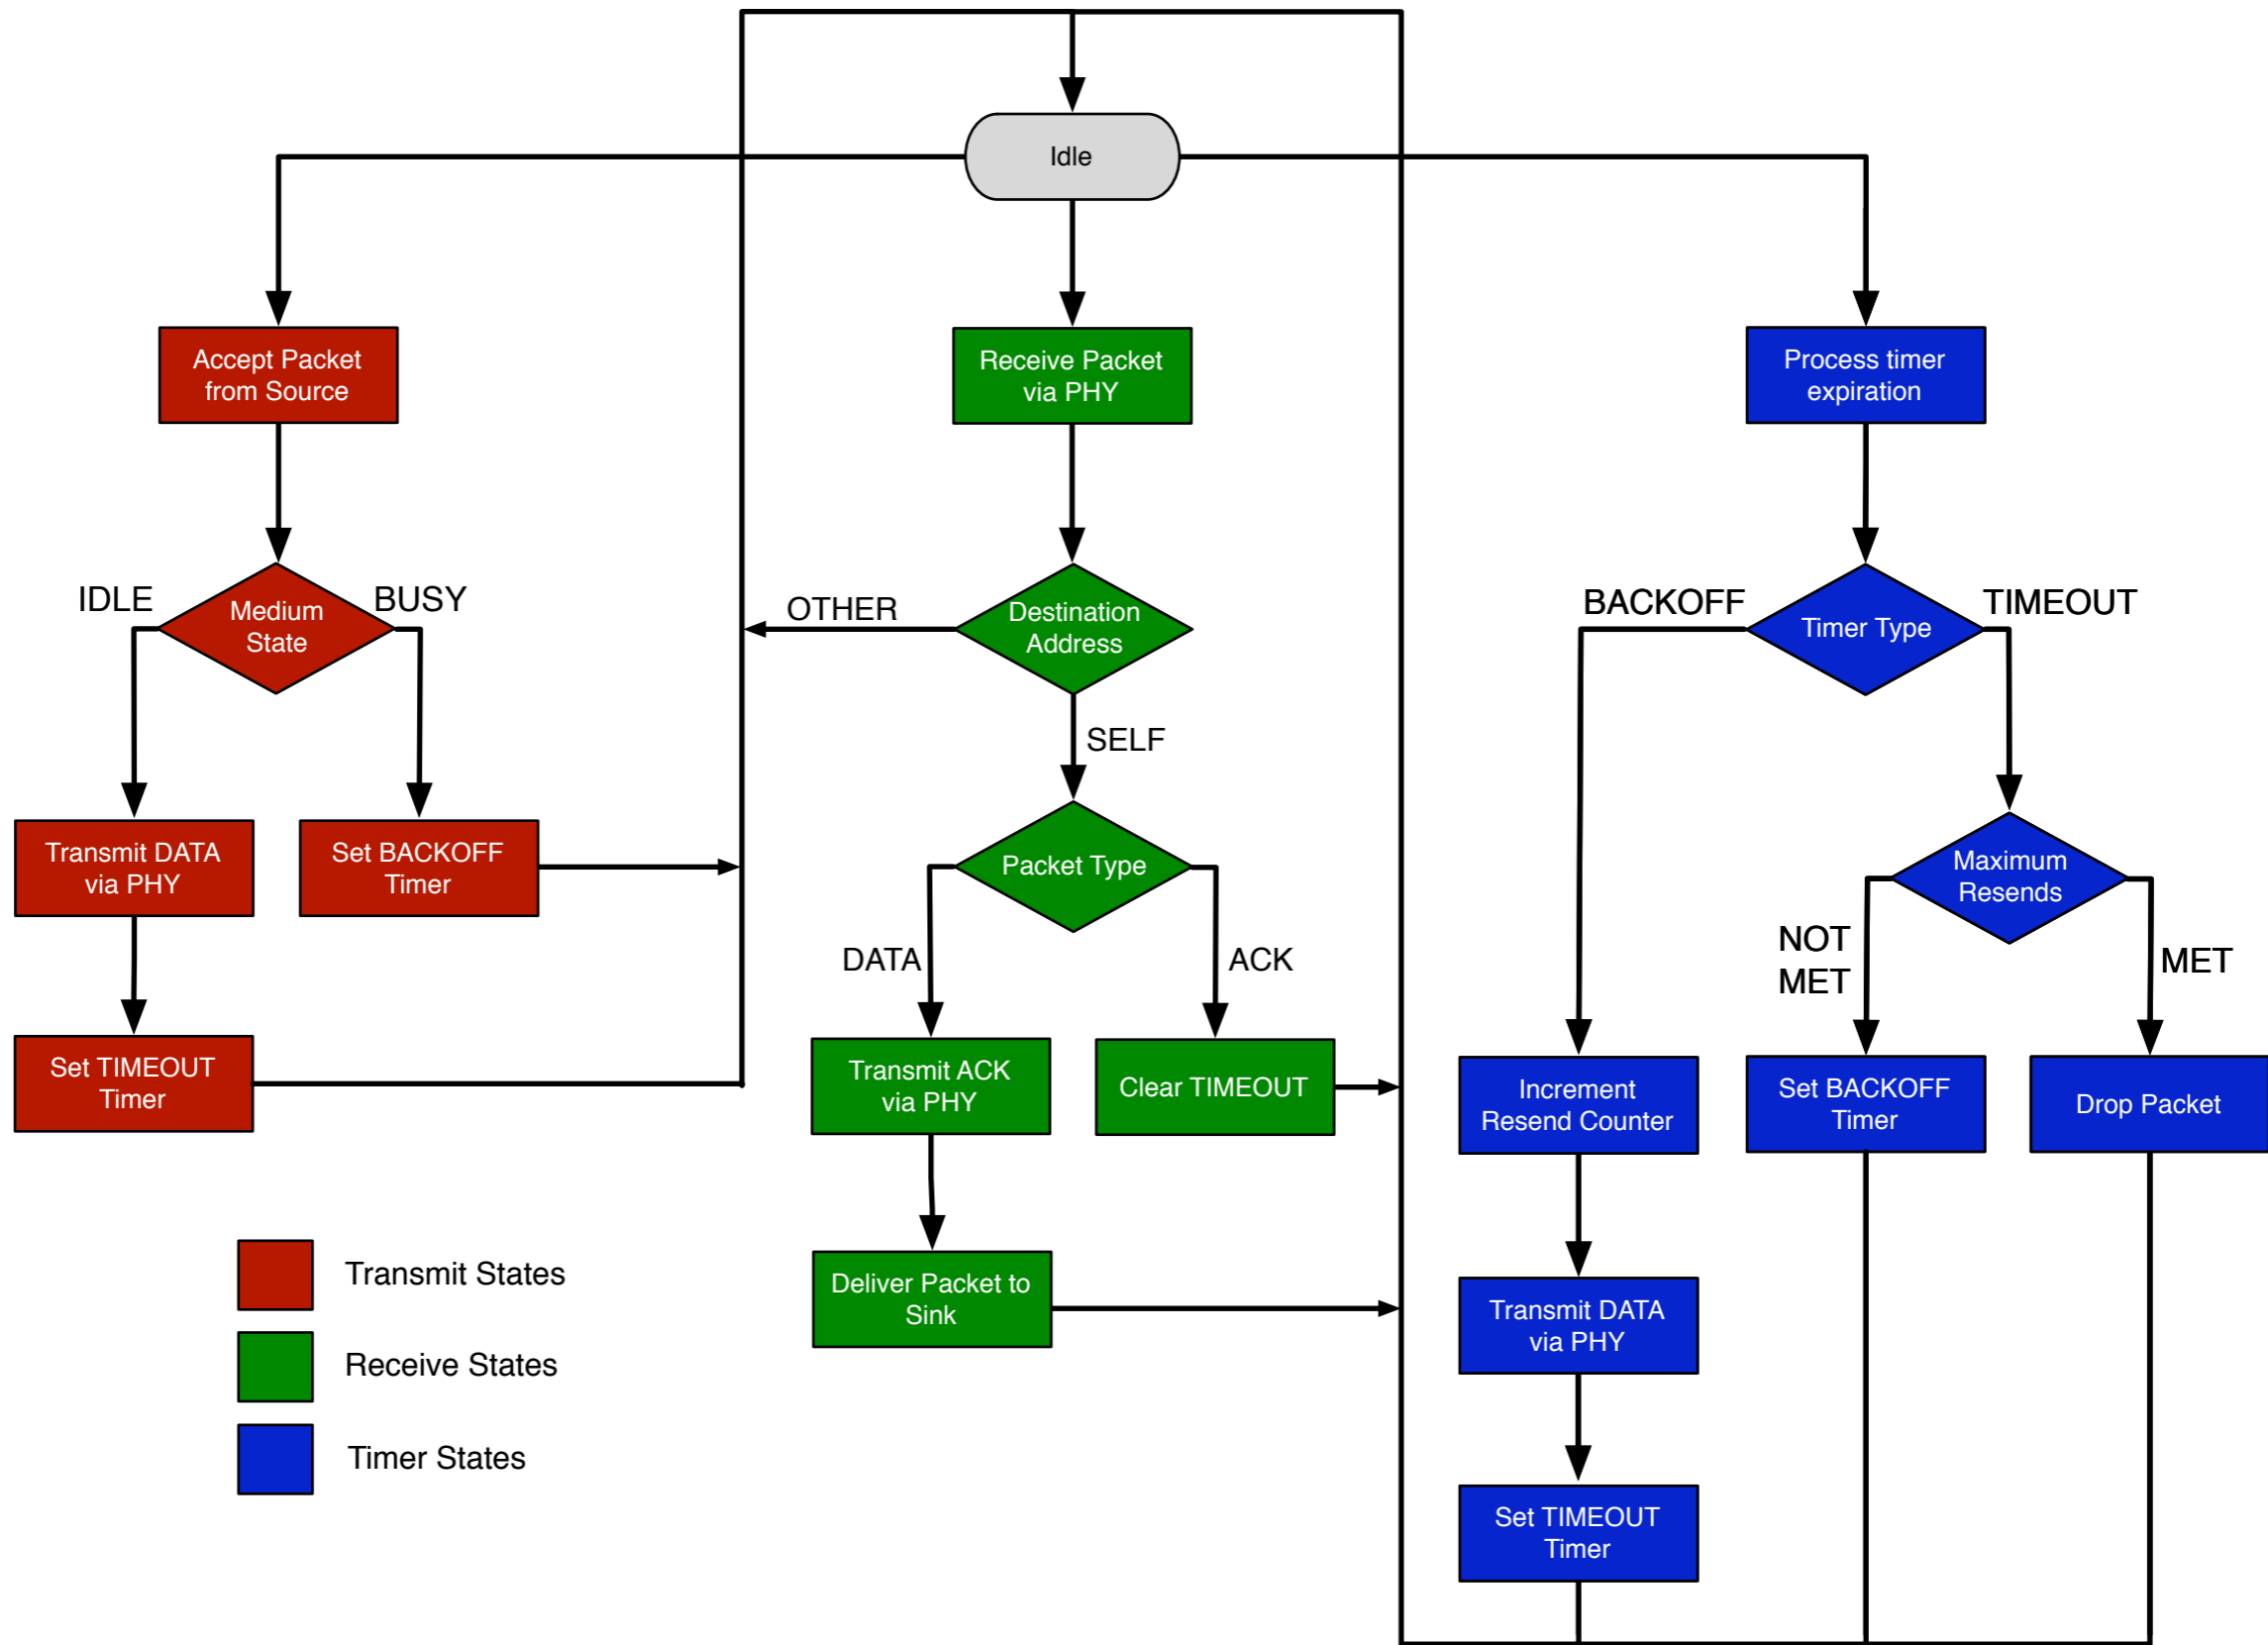 Idle
Accept Packet
from Source
Receive Packet
via PHY
Process timer
expiration
IDLE
BUSY
Medium
State
OTHER
Destination
Address
BACKOFF
TIMEOUT
Timer Type
SELF
Transmit DATA
via PHY
Set BACKOFF
Timer
Packet Type
Maximum
Resends
DATA
ACK
NOT
MET
MET
Set TIMEOUT
Timer
Transmit ACK
via PHY
Clear TIMEOUT
Increment
Resend Counter
Set BACKOFF
Timer
Drop Packet
Transmit States
Deliver Packet to
Sink
Transmit DATA
via PHY
Receive States
Timer States
Set TIMEOUT
Timer